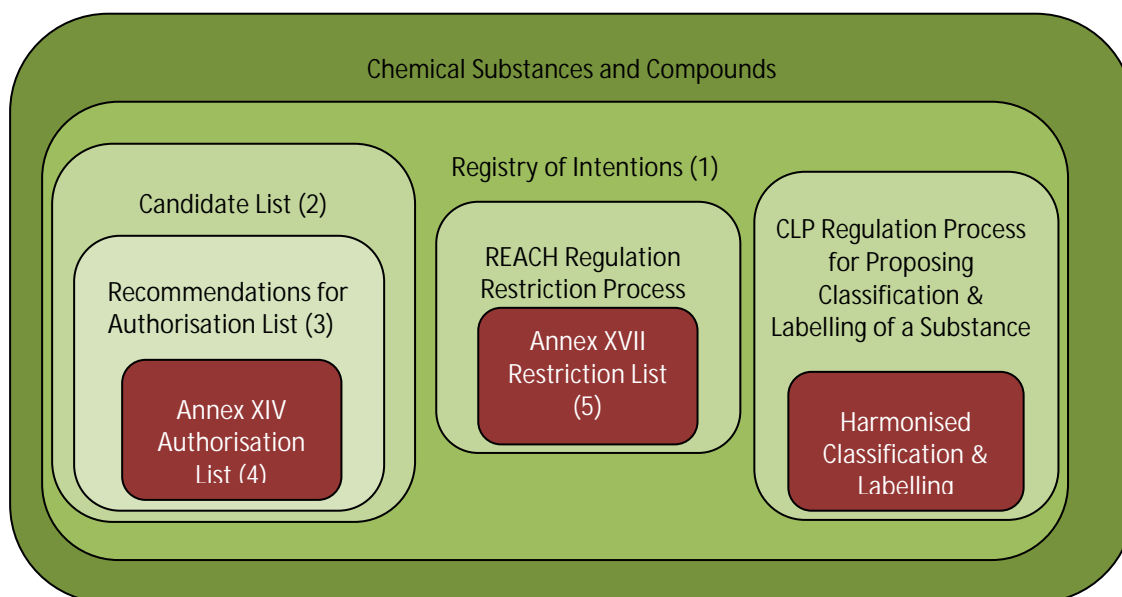 Chemical Substances and Compounds
Registry of Intentions (1)
Candidate List (2)
Recommendations for
Authorisation List (3)
Annex XIV
Authorisation
List (4)
REACH Regulation
Restriction Process
Annex XVII
Restriction List
(5)
CLP Regulation Process
for Proposing
Classification &
Labelling of a Substance
Harmonised
Classification &
Labelling